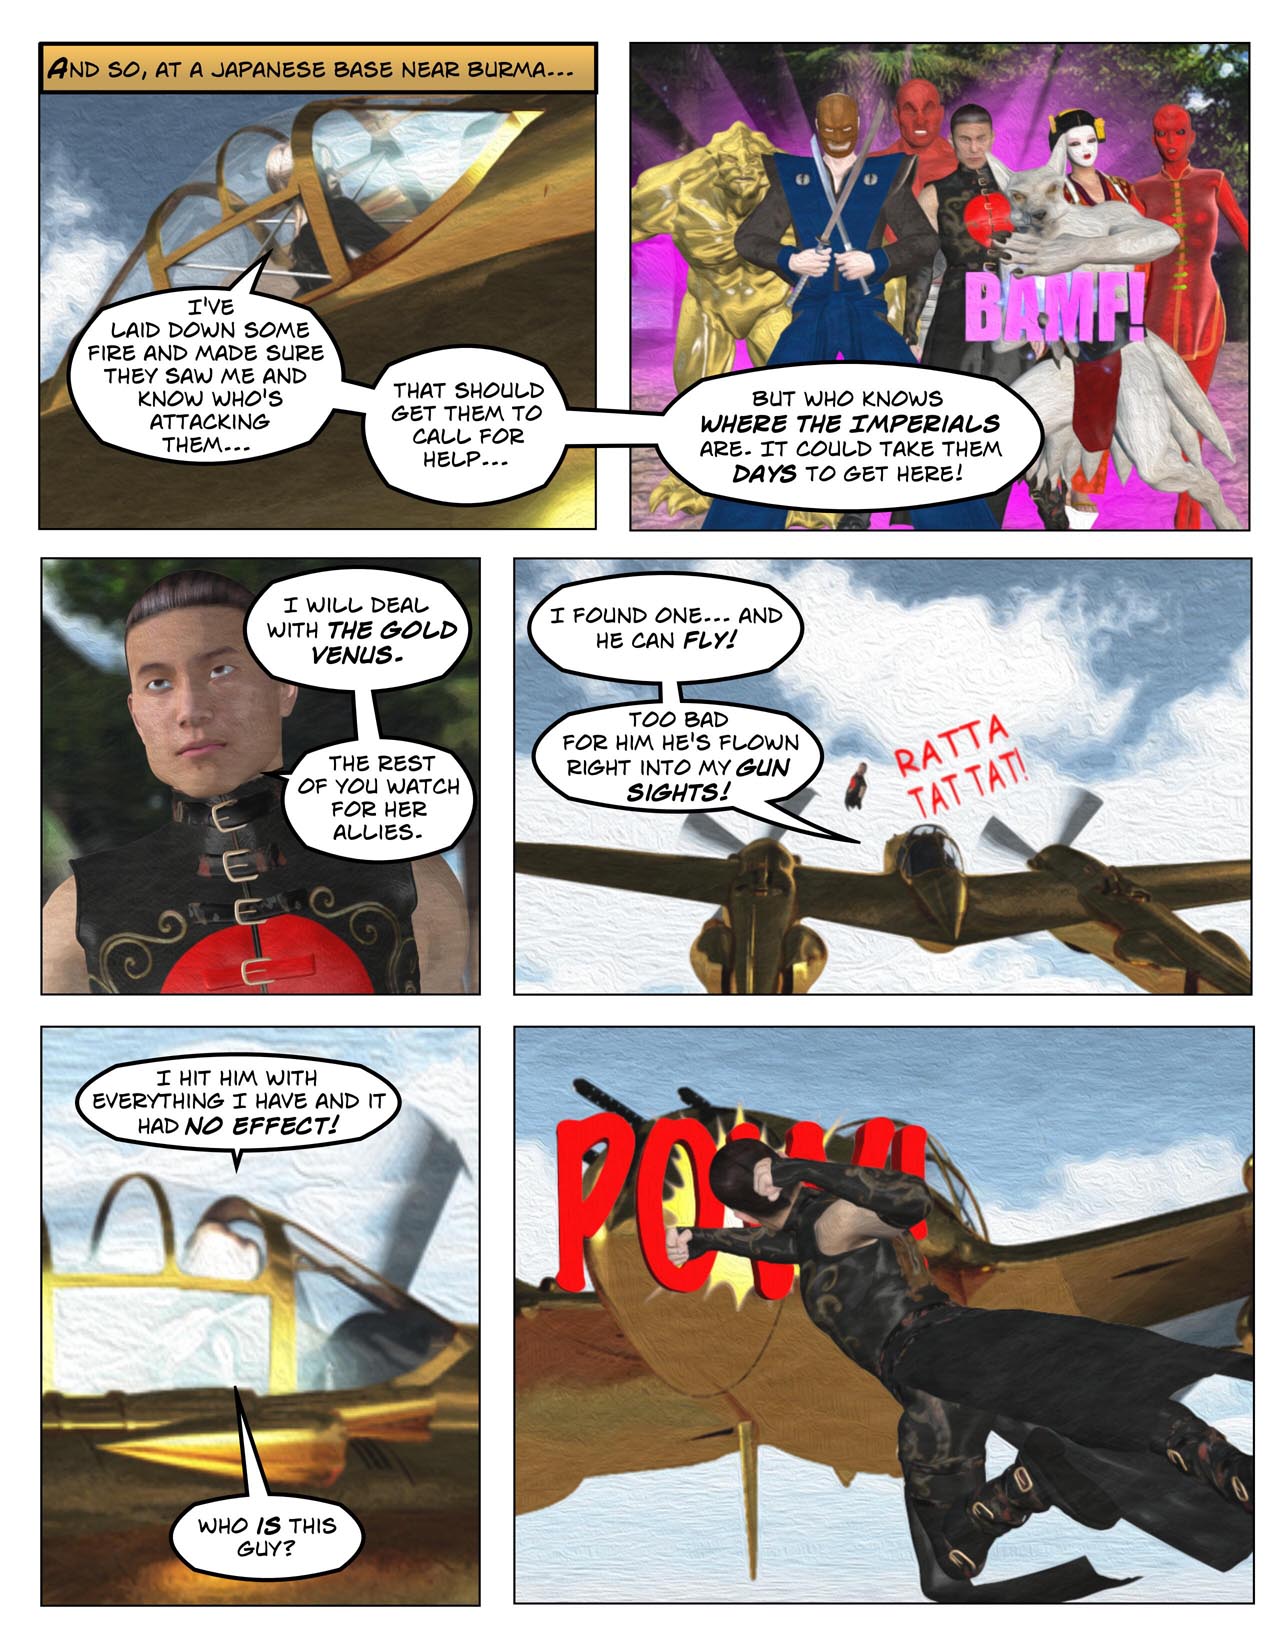 AND SO, AT A JAPANESE BASE NEAR BURMA...
I'VE
LAID DOWN SOME
FIRE AND MADE SURE
THEY SAW ME AND
KNOW WHO'S
ATTACKING
THEM...
THAT SHOULD
GET THEM TO
CALL FOR
HELP...
BAMF!
BUT WHO KNOWS
WHERE THE IMPERIALS
ARE. IT COULD TAKE THEM
DAYS TO GET HERE!
I WILL DEAL
WITH THE GOLD
VENUS.
THE REST
OF YOU WATCH
FOR HER
ALLIES.
I FOUND ONE... AND
HE CAN FLY!
TOO BAD
FOR HIM HE'S FLOWN
RIGHT INTO MY GUN
SIGHTS!
RATTA
TAT TAT!
I HIT HIM WITH
EVERYTHING I HAVE AND IT
HAD NO EFFECT!
WHO IS THIS
GUY?
POW!